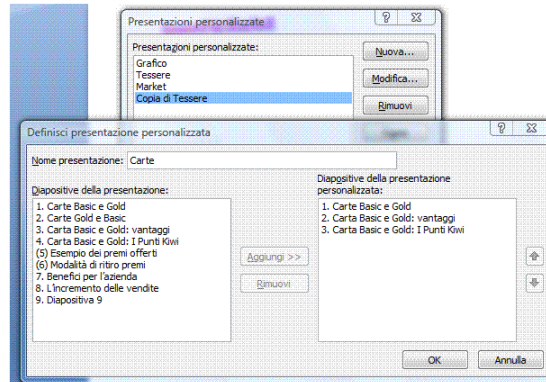 Presentazioni personalizzate
Presentazioni personalizzate:
Grafico
Tessere
Market
Copia di Tessere
Nuova...
Modifica...
Rimuovi
Definisci presentazione personalizzata
Nome presentazione: Carte
Diapositive della presentazione:
1. Carte Basic e Gold
2. Carte Gold e Basic
3. Carta Basic e Gold: vantaggi
4. Carta Basic e Gold: I Punti Kiwi
(5) Esempio dei premi offerti
(6) Modalità di ritiro premi
7. Benefici per l'azienda
8. L'incremento delle vendite
9. Diapositiva 9
Aggiungi >>
Rimuovi
Diapositive della presentazione
personalizzata:
1. Carte Basic e Gold
2. Carta Basic e Gold: vantaggi
3. Carta Basic e Gold: I Punti Kiwi
OK
Annulla